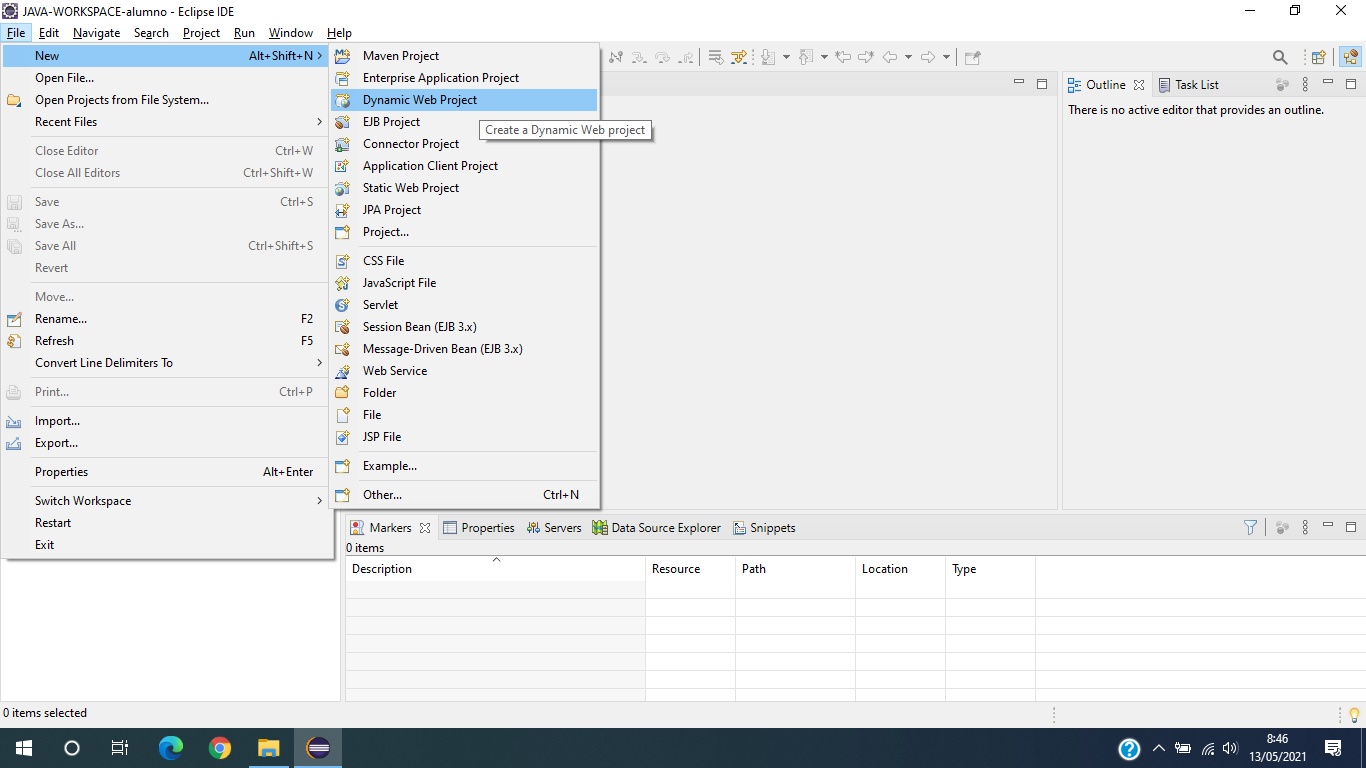 JAVA-WORKSPACE-alumno - Eclipse IDE
File Edit Navigate Search Project Run Window Help
New Alt+Shift+N
Open File...
Open Projects from File System...
Recent Files
Close Editor Ctrl+W
Close All Editors Ctrl+Shift+W
Save Ctrl+S
Save As...
Save All Ctrl+Shift+S
Revert
Move...
Rename... F2
Refresh F5
Convert Line Delimiters To
Print... Ctrl+P
Import...
Export...
Properties Alt+Enter
Switch Workspace
Restart
Exit
Maven Project
Enterprise Application Project
Dynamic Web Project
EJB Project
Create a Dynamic Web project
Connector Project
Application Client Project
Static Web Project
JPA Project
Project...
CSS File
JavaScript File
Servlet
Session Bean (EJB 3.x)
Message-Driven Bean (EJB 3.x)
Web Service
Folder
File
JSP File
Example...
Other... Ctrl+N
Outline Task List
There is no active editor that provides an outline.
Markers Properties Servers Data Source Explorer Snippets
0 items
Description Resource Path Location Type
0 items selected
8:46
13/05/2021